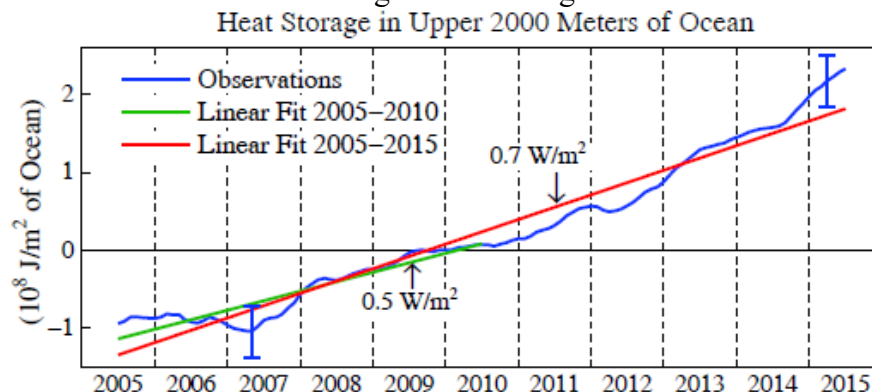 Heat Storage in Upper 2000 Meters of Ocean
Observations
Linear Fit 2005−2010
Linear Fit 2005−2015
(10⁸ J/m² of Ocean)
2
1
0
−1
0.7 W/m²
0.5 W/m²
2005 2006 2007 2008 2009 2010 2011 2012 2013 2014 2015